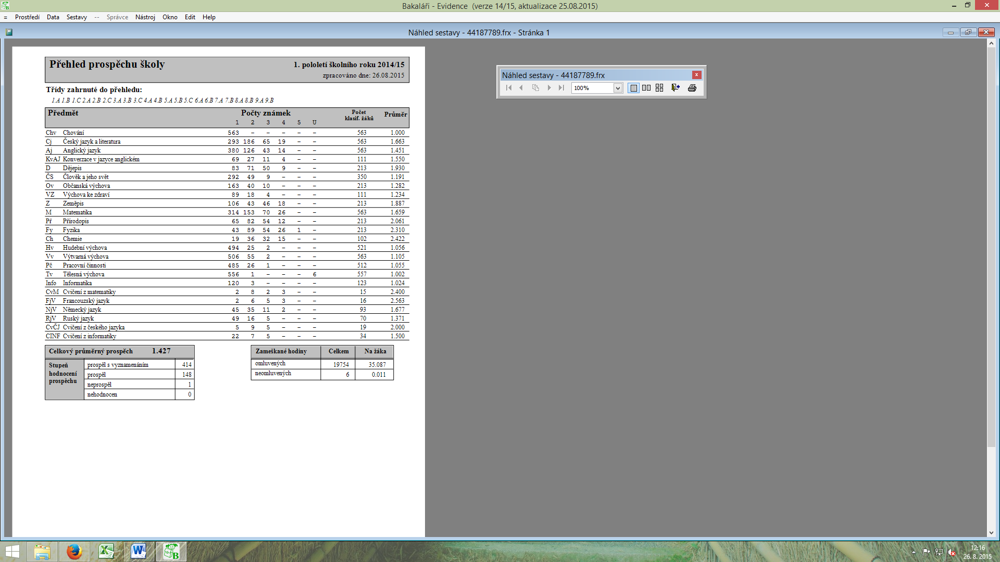 Bakaláři - Evidence  (verze 14/15, aktualizace 25.08.2015)
= Prostředí Data Sestavy -- Správce Nástroj Okno Edit Help
Náhled sestavy - 44187789.frx - Stránka 1
Přehled prospěchu školy 1. pololetí školního roku 2014/15
zpracováno dne: 26.08.2015
Náhled sestavy - 44187789.frx
100%
Třídy zahrnuté do přehledu:
1.A 1.B 1.C 2.A 2.B 2.C 3.A 3.B 3.C 4.A 4.B 5.A 5.B 5.C 6.A 6.B 7.A 7.B 8.A 8.B 9.A 9.B
Předmět Počty známek Počet klasif. žáků Průměr
1 2 3 4 5 U
Chv Chování 563 – – – – – 563 1.000
Cj Český jazyk a literatura 293 186 65 19 – – 563 1.663
Aj Anglický jazyk 380 126 43 14 – – 563 1.451
KvAJ Konverzace v jazyce anglickém 69 27 11 4 – – 111 1.550
D Dějepis 83 71 50 9 – – 213 1.930
ČS Člověk a jeho svět 292 49 9 – – – 350 1.191
Ov Občanská výchova 163 40 10 – – – 213 1.282
VZ Výchova ke zdraví 89 18 4 – – – 111 1.234
Z Zeměpis 106 43 46 18 – – 213 1.887
M Matematika 314 153 70 26 – – 563 1.659
Př Přírodopis 65 82 54 12 – – 213 2.061
Fy Fyzika 43 89 54 26 1 – 213 2.310
Ch Chemie 19 36 32 15 – – 102 2.422
Hv Hudební výchova 494 25 2 – – – 521 1.056
Vv Výtvarná výchova 506 55 2 – – – 563 1.105
Pč Pracovní činnosti 485 26 1 – – – 512 1.055
Tv Tělesná výchova 556 1 – – – 6 557 1.002
Info Informatika 120 3 – – – – 123 1.024
CvM Cvičení z matematiky 2 8 2 3 – – 15 2.400
FjV Francouzský jazyk 2 6 5 3 – – 16 2.563
NjV Německý jazyk 45 35 11 2 – – 93 1.677
RjV Ruský jazyk 49 16 5 – – – 70 1.371
CvČJ Cvičení z českého jazyka 5 9 5 – – – 19 2.000
CINF Cvičení z informatiky 22 7 5 – – – 34 1.500
Celkový průměrný prospěch 1.427
Stupeň hodnocení prospěchu
prospěl s vyznamenáním 414
prospěl 148
neprospěl 1
nehodnocen 0
Zameškané hodiny Celkem Na žáka
omluvených 19754 35.087
neomluvených 6 0.011
12:16
26. 8. 2015